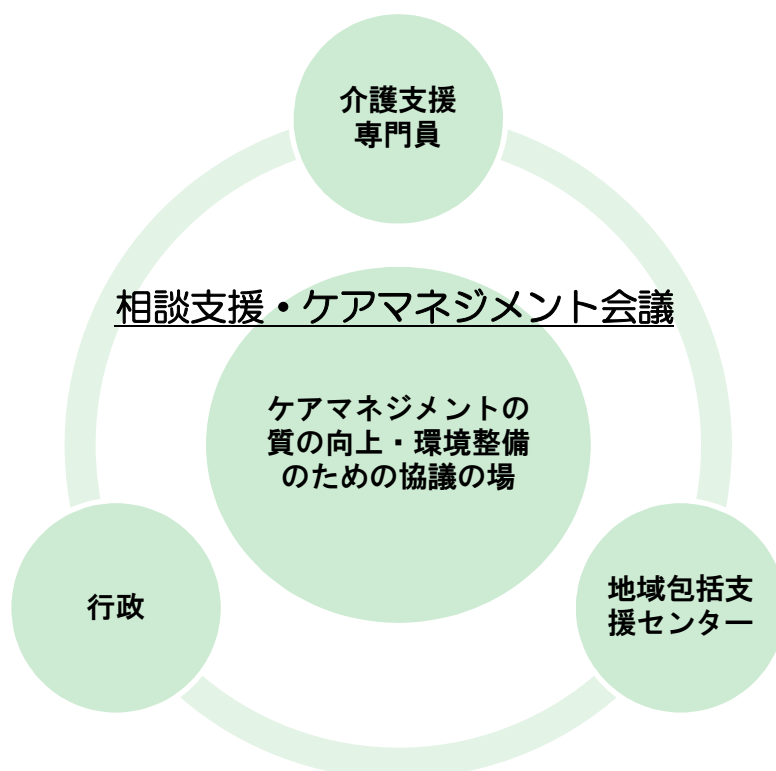 介護支援
専門員
相談支援・ケアマネジメント会議
ケアマネジメントの
質の向上・環境整備
のための協議の場
行政
地域包括支
援センター